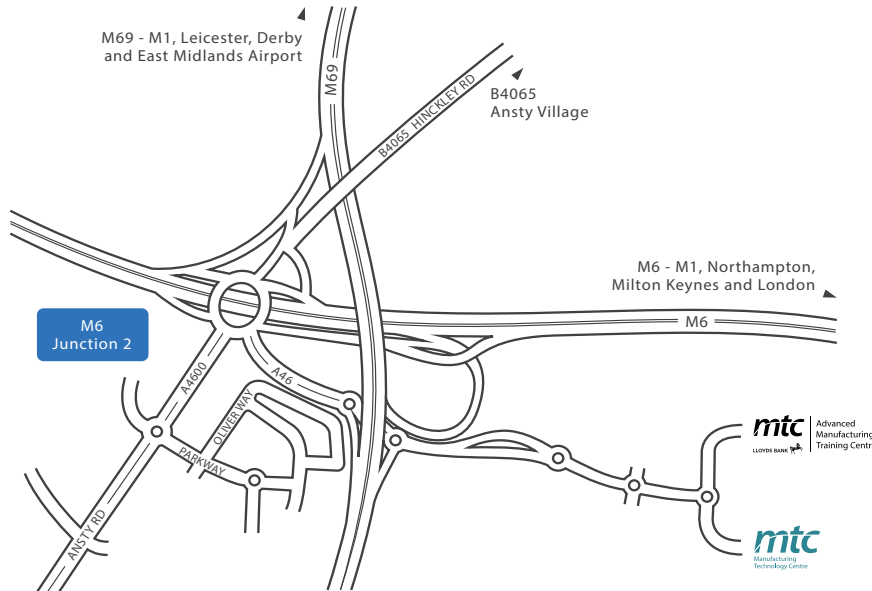 M69 - M1, Leicester, Derby
and East Midlands Airport
M69
B4065 HINCKLEY RD
B4065
Ansty Village
M6 - M1, Northampton,
Milton Keynes and London
M6
M6
Junction 2
A4600
A46
OLIVER WAY
PARKWAY
ANSTY RD
mtc
LLOYDS BANK
Advanced
Manufacturing
Training Centre
mtc
Manufacturing
Technology Centre